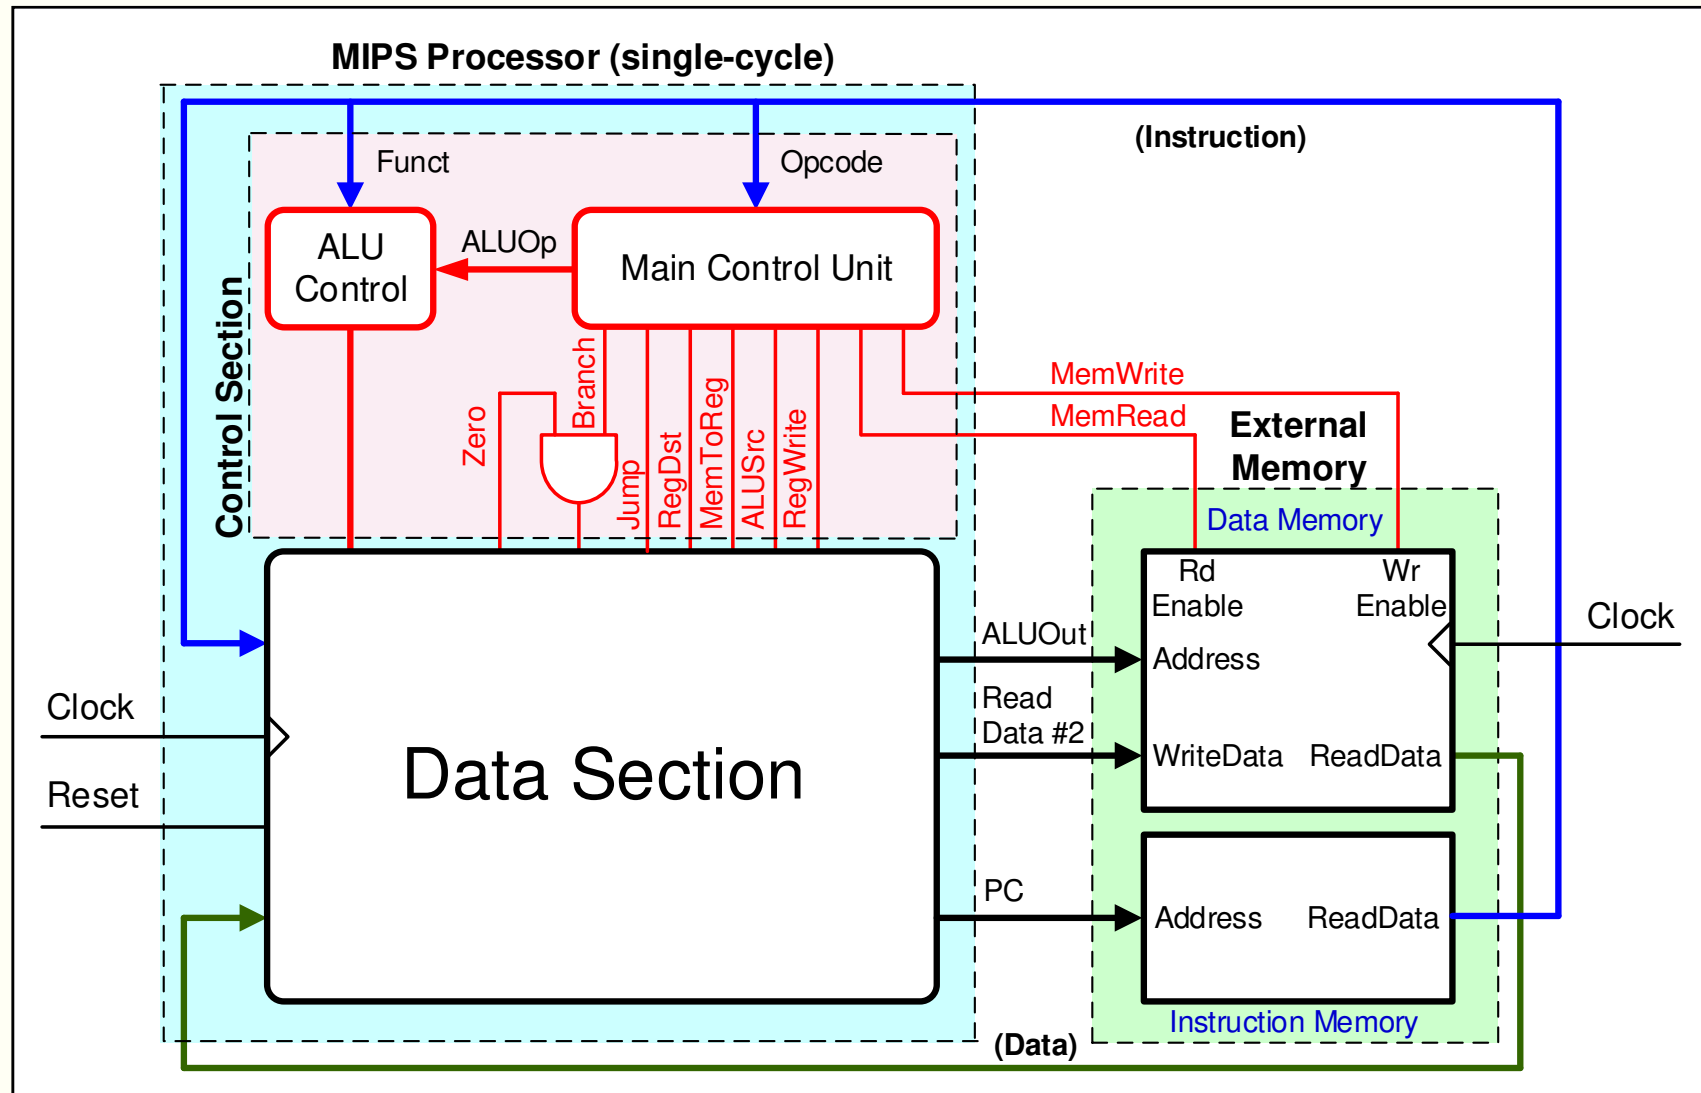 MIPS Processor (single-cycle)
(Instruction)
Funct
Opcode
ALU
Control
ALUOp
Main Control Unit
Control Section
Zero
Branch
Jump
RegDst
MemToReg
ALUSrc
RegWrite
MemWrite
MemRead
External
Memory
Data Memory
Rd
Enable
Wr
Enable
Clock
ALUOut
Address
Read
Data #2
WriteData
ReadData
Clock
Reset
Data Section
PC
Address
ReadData
Instruction Memory
(Data)